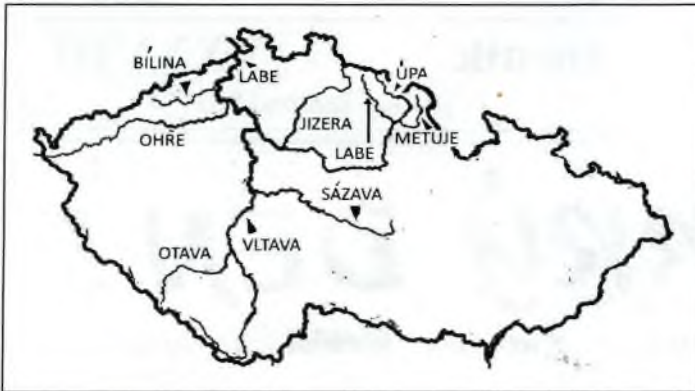 BÍLINA
LABE
ÚPA
OHŘE
JIZERA
METUJE
LABE
SÁZAVA
OTAVA
VLTAVA